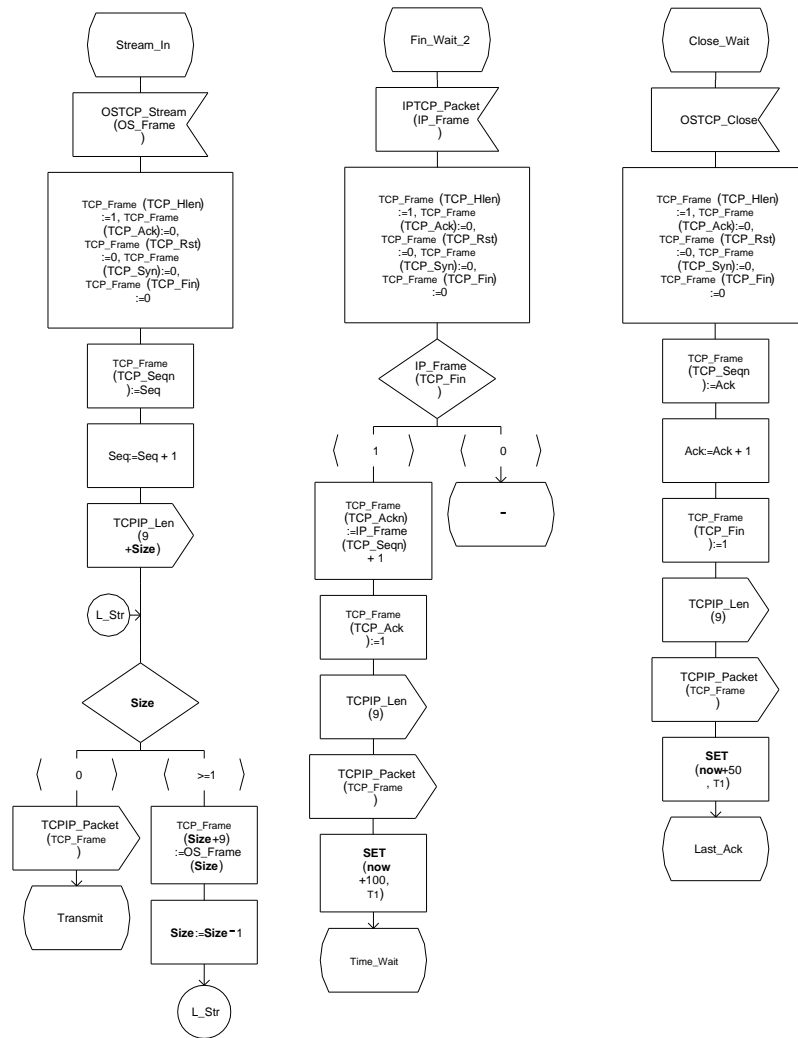 Stream_In
OSTCP_Stream
(OS_Frame
)
TCP_Frame (TCP_Hlen)
:=1, TCP_Frame
(TCP_Ack):=0,
TCP_Frame (TCP_Rst)
:=0, TCP_Frame
(TCP_Syn):=0,
TCP_Frame (TCP_Fin)
:=0
TCP_Frame
(TCP_Seqn
):=Seq
Seq:=Seq + 1
TCPIP_Len
(9
+Size)
L_Str
Size
0
>=1
TCPIP_Packet
(TCP_Frame
)
Transmit
TCP_Frame
(Size+9)
:=OS_Frame
(Size)
Size:=Size-1
L_Str
Fin_Wait_2
IPTCP_Packet
(IP_Frame
)
TCP_Frame (TCP_Hlen)
:=1, TCP_Frame
(TCP_Ack):=0,
TCP_Frame (TCP_Rst)
:=0, TCP_Frame
(TCP_Syn):=0,
TCP_Frame (TCP_Fin)
:=0
IP_Frame
(TCP_Fin
)
1
0
TCP_Frame
(TCP_Ackn)
:=IP_Frame
(TCP_Seqn)
+ 1
-
TCP_Frame
(TCP_Ack
):=1
TCPIP_Len
(9)
TCPIP_Packet
(TCP_Frame
)
SET
(now
+100,
T1)
Time_Wait
Close_Wait
OSTCP_Close
TCP_Frame (TCP_Hlen)
:=1, TCP_Frame
(TCP_Ack):=0,
TCP_Frame (TCP_Rst)
:=0, TCP_Frame
(TCP_Syn):=0,
TCP_Frame (TCP_Fin)
:=0
TCP_Frame
(TCP_Seqn
):=Ack
Ack:=Ack + 1
TCP_Frame
(TCP_Fin
):=1
TCPIP_Len
(9)
TCPIP_Packet
(TCP_Frame
)
SET
(now+50
, T1)
Last_Ack